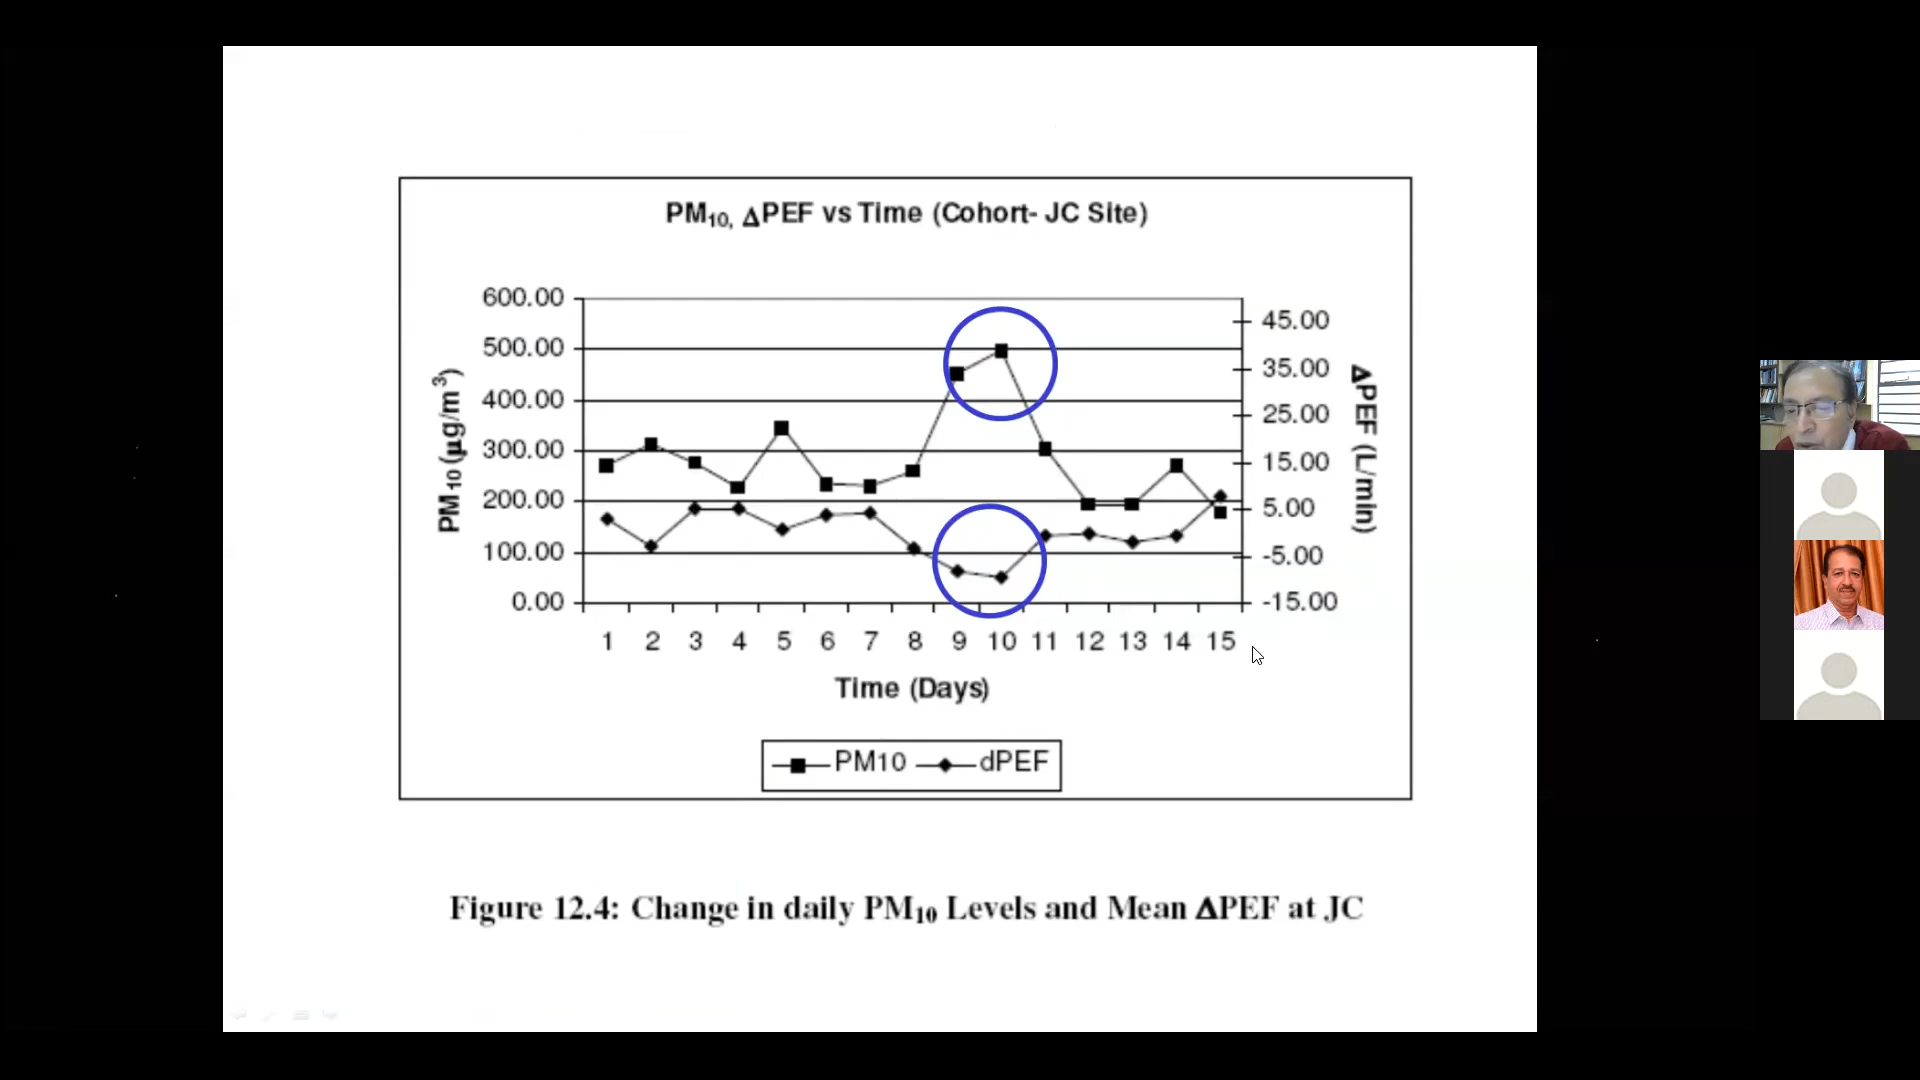 PM10, ΔPEF vs Time (Cohort- JC Site)
600.00
500.00
400.00
300.00
200.00
100.00
0.00
PM10 (µg/m3)
45.00
35.00
25.00
15.00
5.00
-5.00
-15.00
ΔPEF (L/min)
1 2 3 4 5 6 7 8 9 10 11 12 13 14 15
Time (Days)
PM10 dPEF
Figure 12.4: Change in daily PM10 Levels and Mean ΔPEF at JC